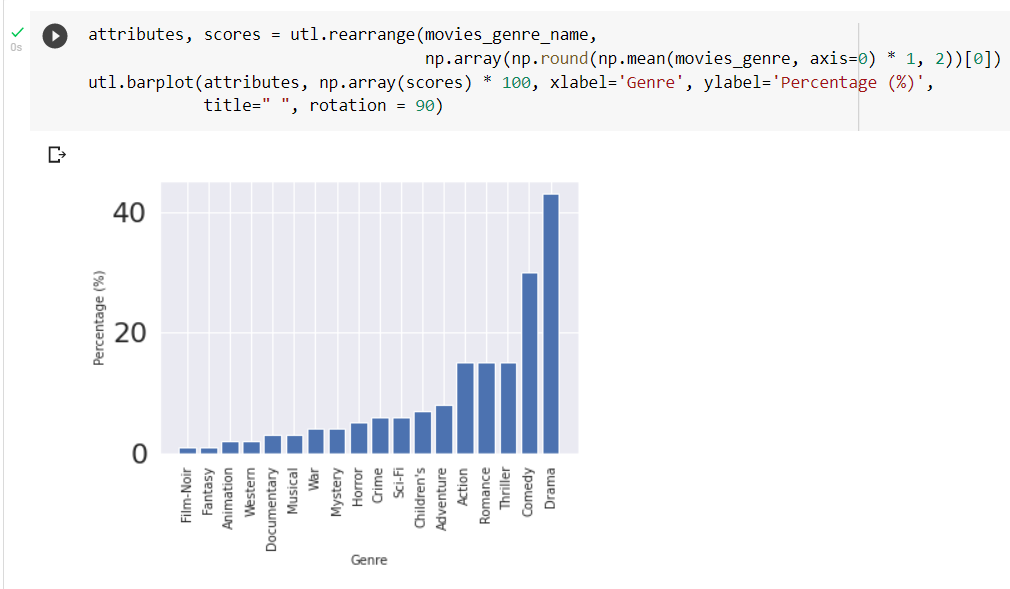 attributes, scores = utl.rearrange(movies_genre_name,
np.array(np.round(np.mean(movies_genre, axis=0) * 1, 2))[0])
utl.barplot(attributes, np.array(scores) * 100, xlabel='Genre', ylabel='Percentage (%)',
title=" ", rotation = 90)
0s
40
20
0
Percentage (%)
Film-Noir
Fantasy
Animation
Western
Documentary
Musical
War
Mystery
Horror
Crime
Sci-Fi
Children's
Adventure
Action
Romance
Thriller
Comedy
Drama
Genre